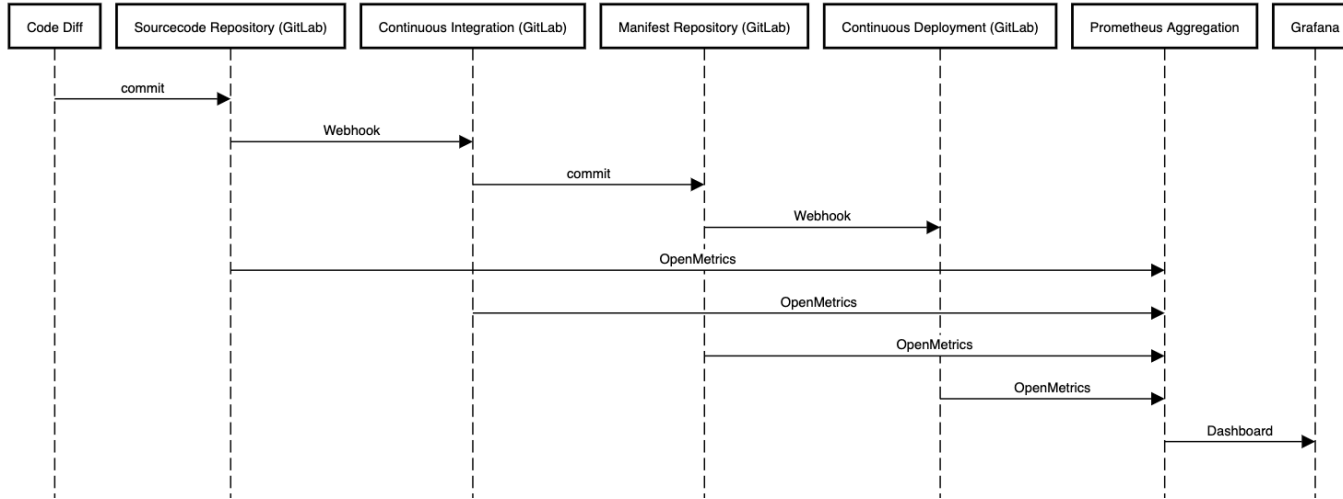 Code Diff
Sourcecode Repository (GitLab)
Continuous Integration (GitLab)
Manifest Repository (GitLab)
Continuous Deployment (GitLab)
Prometheus Aggregation
Grafana
commit
Webhook
commit
Webhook
OpenMetrics
OpenMetrics
OpenMetrics
OpenMetrics
Dashboard